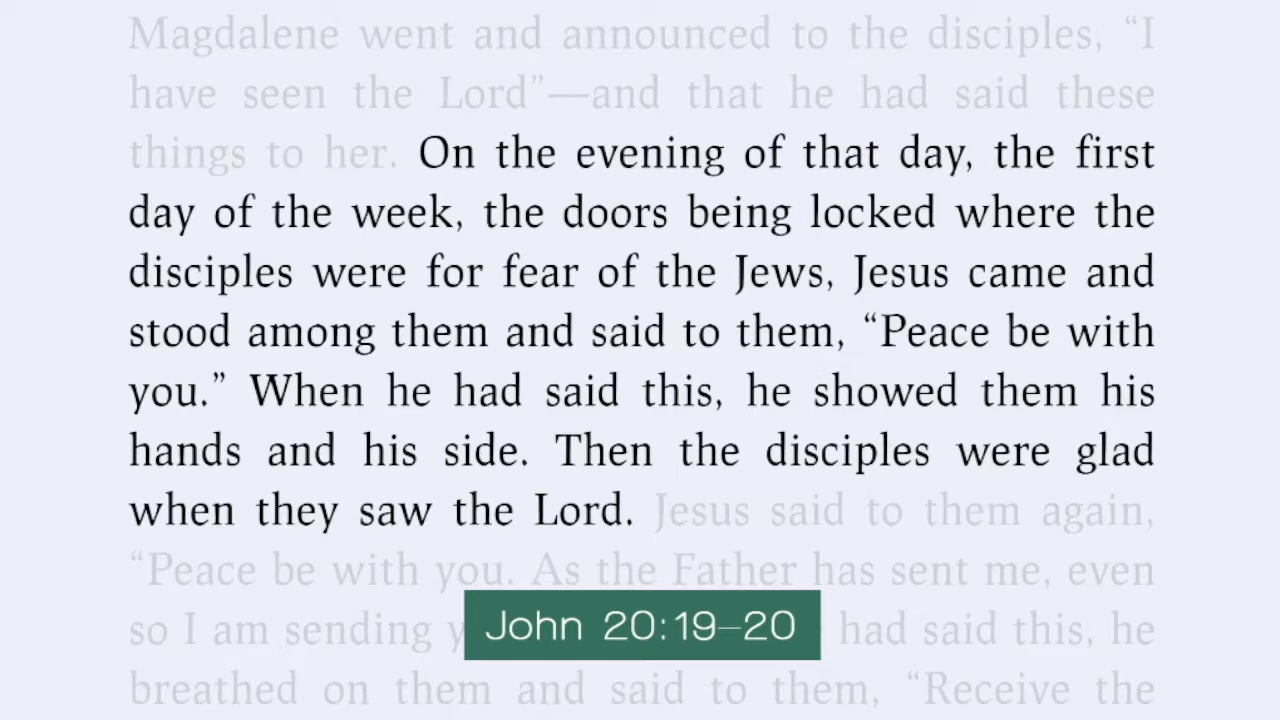 Magdalene went and announced to the disciples, “I
have seen the Lord”—and that he had said these
things to her. On the evening of that day, the first
day of the week, the doors being locked where the
disciples were for fear of the Jews, Jesus came and
stood among them and said to them, “Peace be with
you.” When he had said this, he showed them his
hands and his side. Then the disciples were glad
when they saw the Lord. Jesus said to them again,
“Peace be with you. As the Father has sent me, even
so I am sending had said this, he
John 20:19–20
breathed on them and said to them, “Receive the